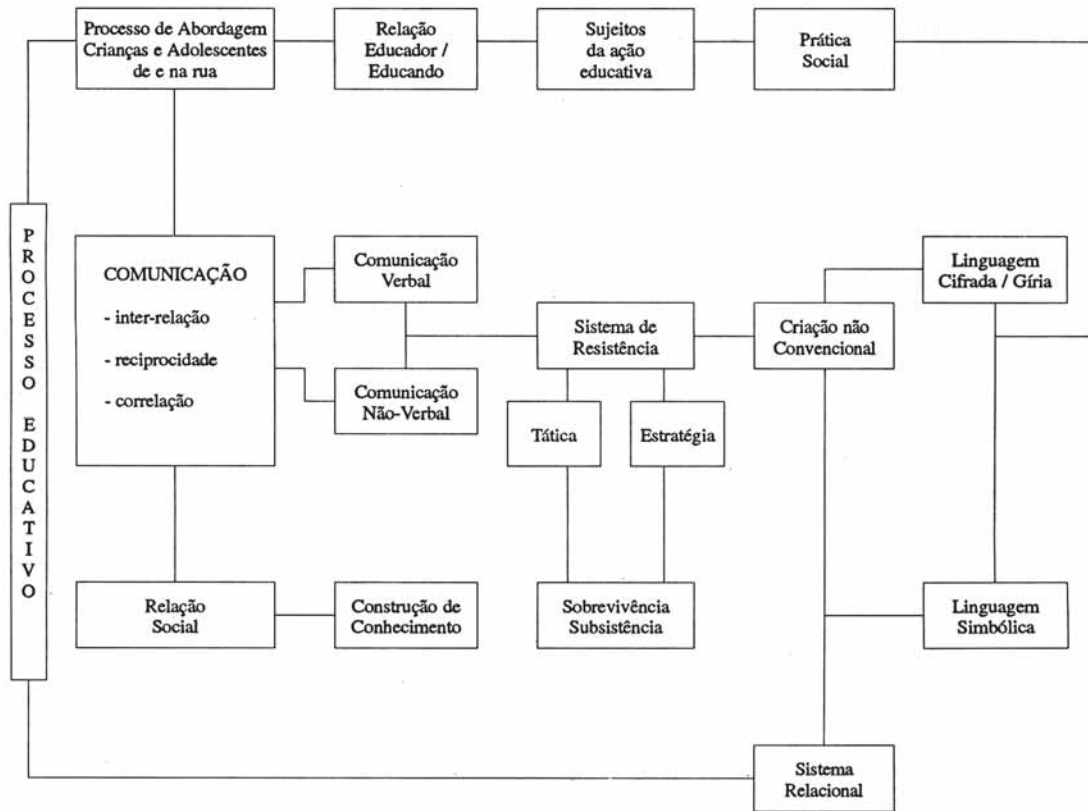 Processo de Abordagem
Crianças e Adolescentes
de e na rua
Relação
Educador /
Educando
Sujeitos
da ação
educativa
Prática
Social
PROCESSO EDUCATIVO
COMUNICAÇÃO
- inter-relação
- reciprocidade
- correlação
Comunicação
Verbal
Comunicação
Não-Verbal
Sistema de
Resistência
Tática
Estratégia
Criação não
Convencional
Linguagem
Cifrada / Gíria
Relação
Social
Construção de
Conhecimento
Sobrevivência
Subsistência
Linguagem
Simbólica
Sistema
Relacional